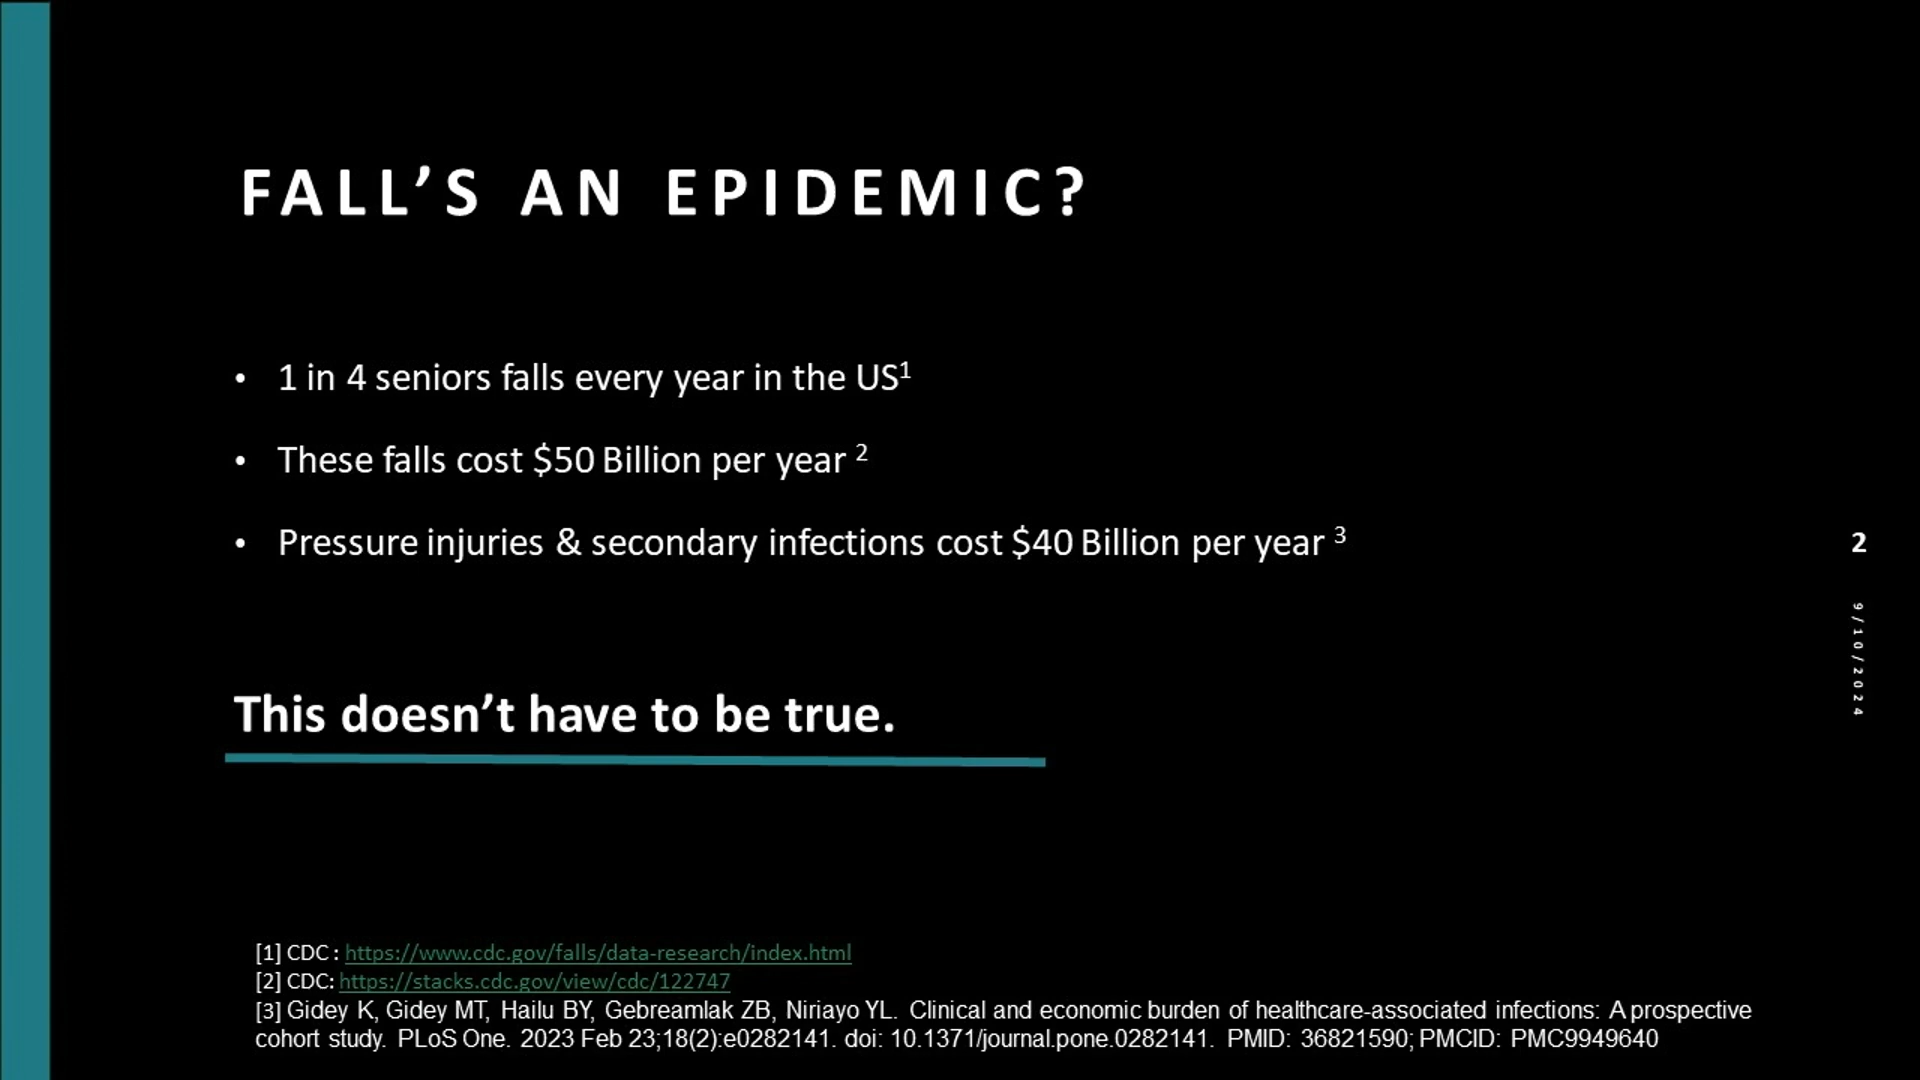 FALL’S AN EPIDEMIC?
• 1 in 4 seniors falls every year in the US¹
• These falls cost $50 Billion per year ²
• Pressure injuries & secondary infections cost $40 Billion per year ³
2
9/10/2024
This doesn’t have to be true.
[1] CDC : https://www.cdc.gov/falls/data-research/index.html
[2] CDC: https://stacks.cdc.gov/view/cdc/122747
[3] Gidey K, Gidey MT, Hailu BY, Gebreamlak ZB, Niriayo YL. Clinical and economic burden of healthcare-associated infections: A prospective
cohort study. PLoS One. 2023 Feb 23;18(2):e0282141. doi: 10.1371/journal.pone.0282141. PMID: 36821590; PMCID: PMC9949640